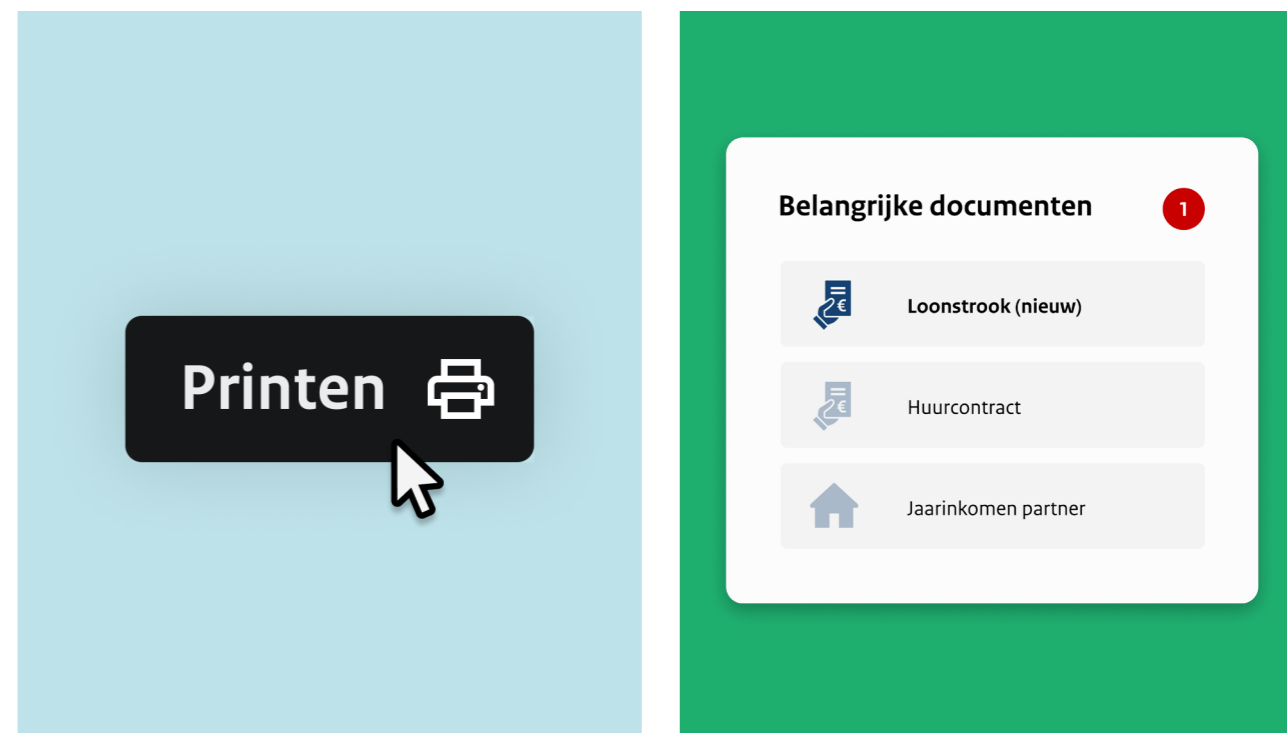 Printen
Belangrijke documenten
1
Loonstrook (nieuw)
Huurcontract
Jaarinkomen partner